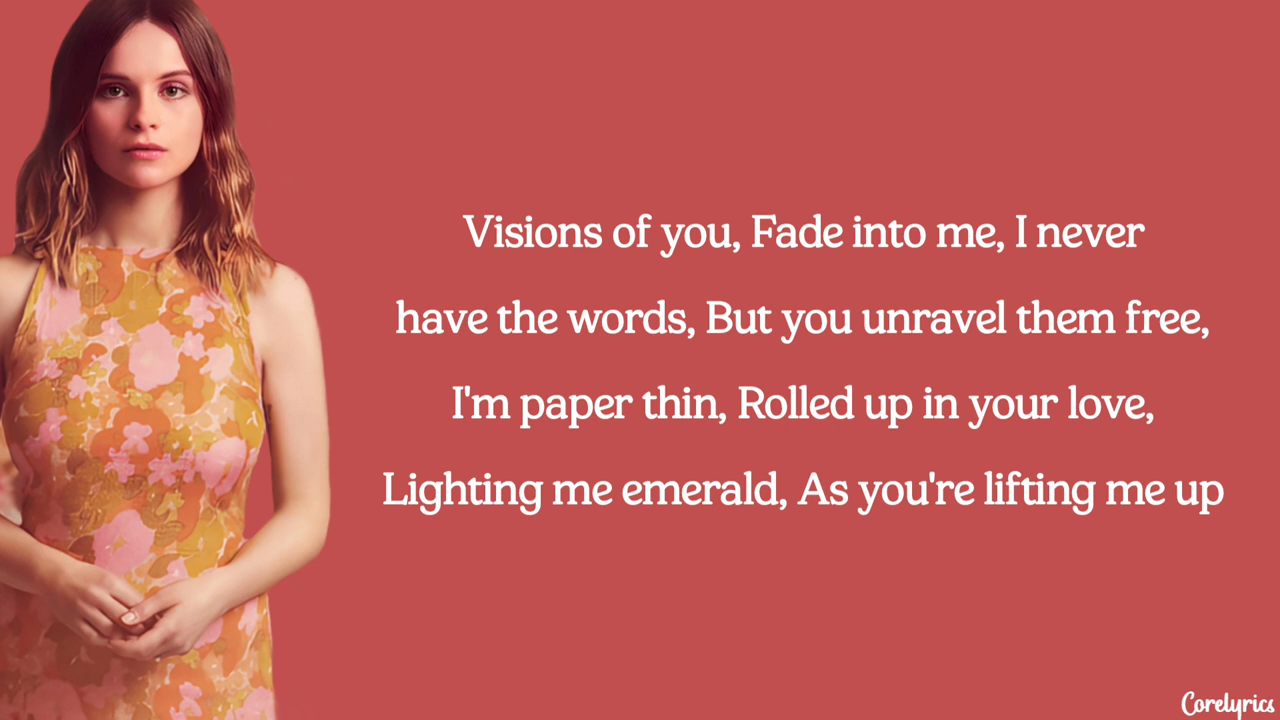 Visions of you, Fade into me, I never
have the words, But you unravel them free,
I'm paper thin, Rolled up in your love,
Lighting me emerald, As you're lifting me up
Corelyrics